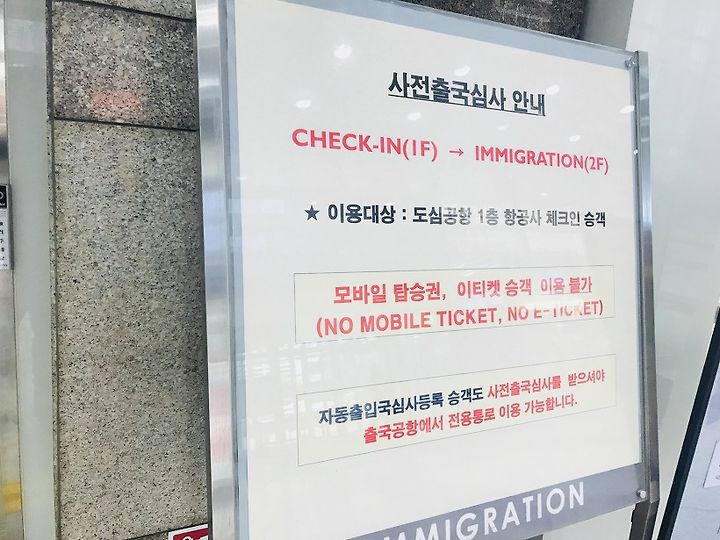 사전출국심사 안내
CHECK-IN(1F) → IMMIGRATION(2F)
★ 이용대상 : 도심공항 1층 항공사 체크인 승객
모바일 탑승권, 이티켓 승객 이용 불가
(NO MOBILE TICKET, NO E-TICKET)
자동출입국심사등록 승객도 사전출국심사를 받으셔야
출국공항에서 전용통로 이용 가능합니다.
IMMIGRATION